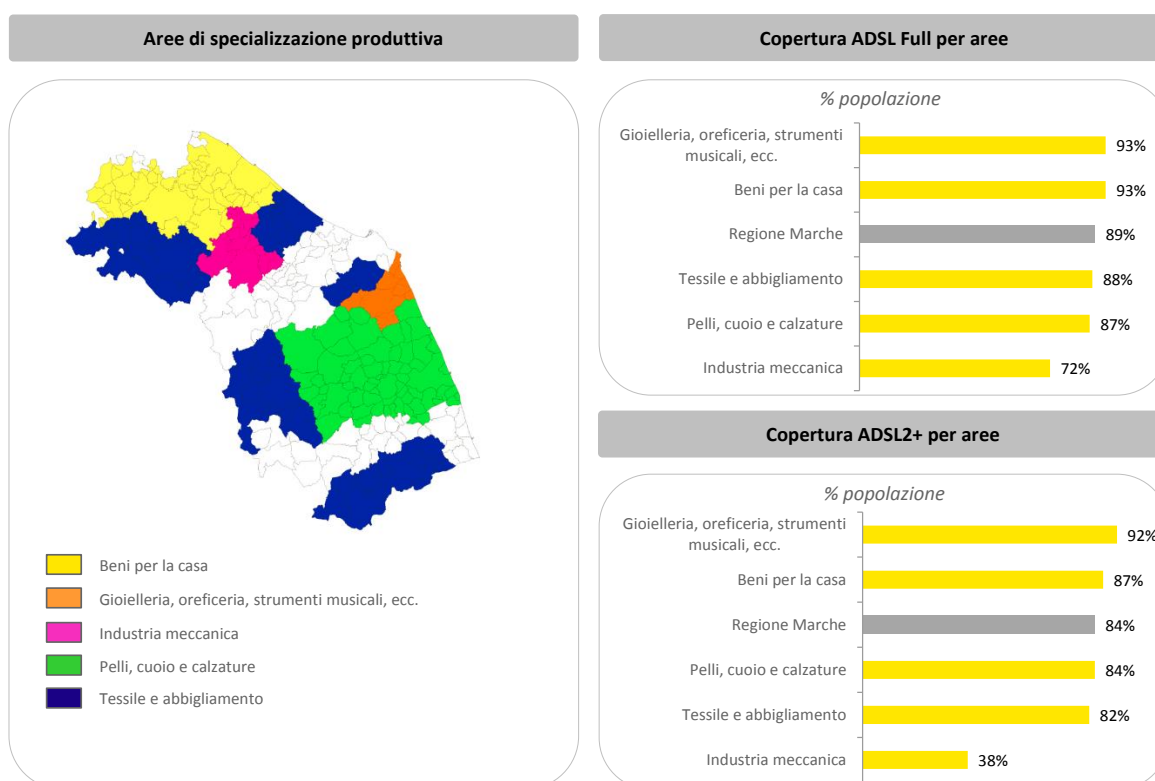 Aree di specializzazione produttiva
Beni per la casa
Gioielleria, oreficeria, strumenti musicali, ecc.
Industria meccanica
Pelli, cuoio e calzature
Tessile e abbigliamento
Copertura ADSL Full per aree
% popolazione
Gioielleria, oreficeria, strumenti
musicali, ecc.
93%
Beni per la casa
93%
Regione Marche
89%
Tessile e abbigliamento
88%
Pelli, cuoio e calzature
87%
Industria meccanica
72%
Copertura ADSL2+ per aree
% popolazione
Gioielleria, oreficeria, strumenti
musicali, ecc.
92%
Beni per la casa
87%
Regione Marche
84%
Pelli, cuoio e calzature
84%
Tessile e abbigliamento
82%
Industria meccanica
38%